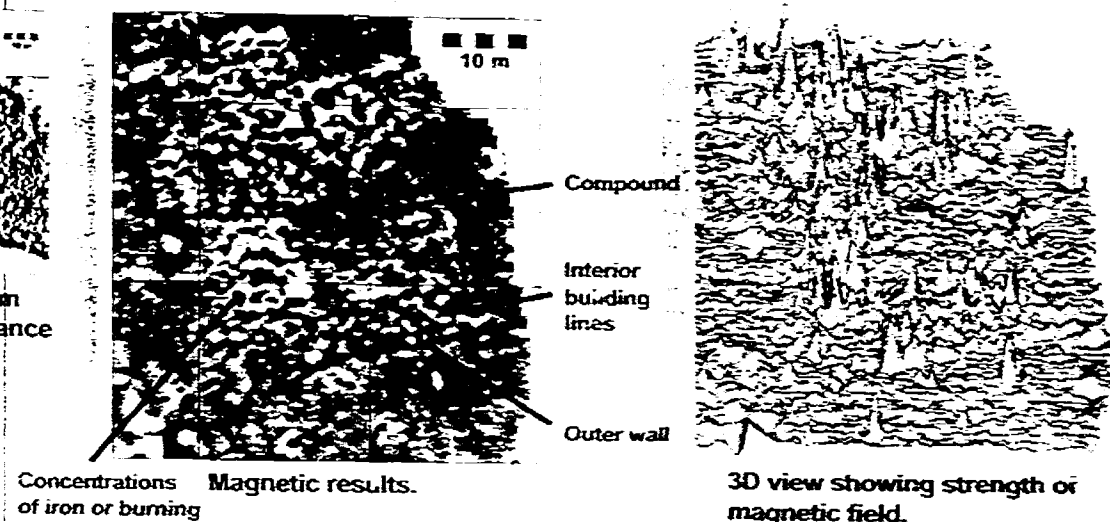 10 m
Compound
Interior
building
lines
ance
Outer wall
Concentrations
of iron or burning
Magnetic results.
3D view showing strength of
magnetic field.